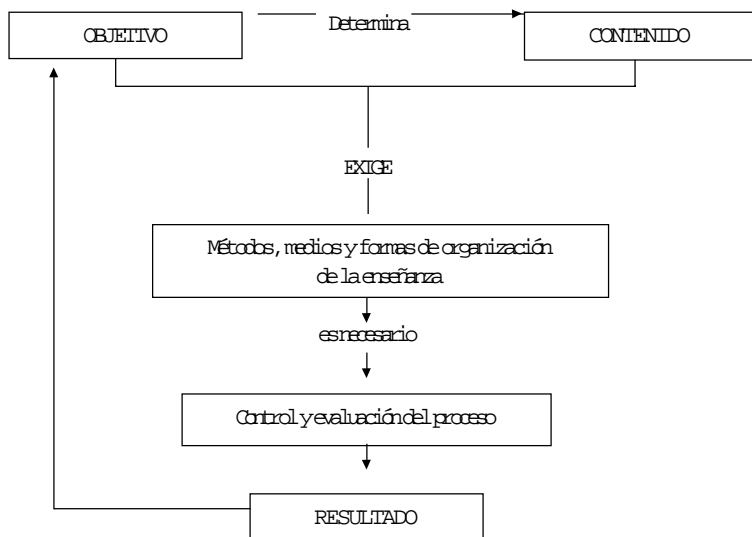 OBJETIVO
Determina
CONTENIDO
EXIGE
Métodos, medios y formas de organización
de la enseñanza
es necesario
Control y evaluación del proceso
RESULTADO